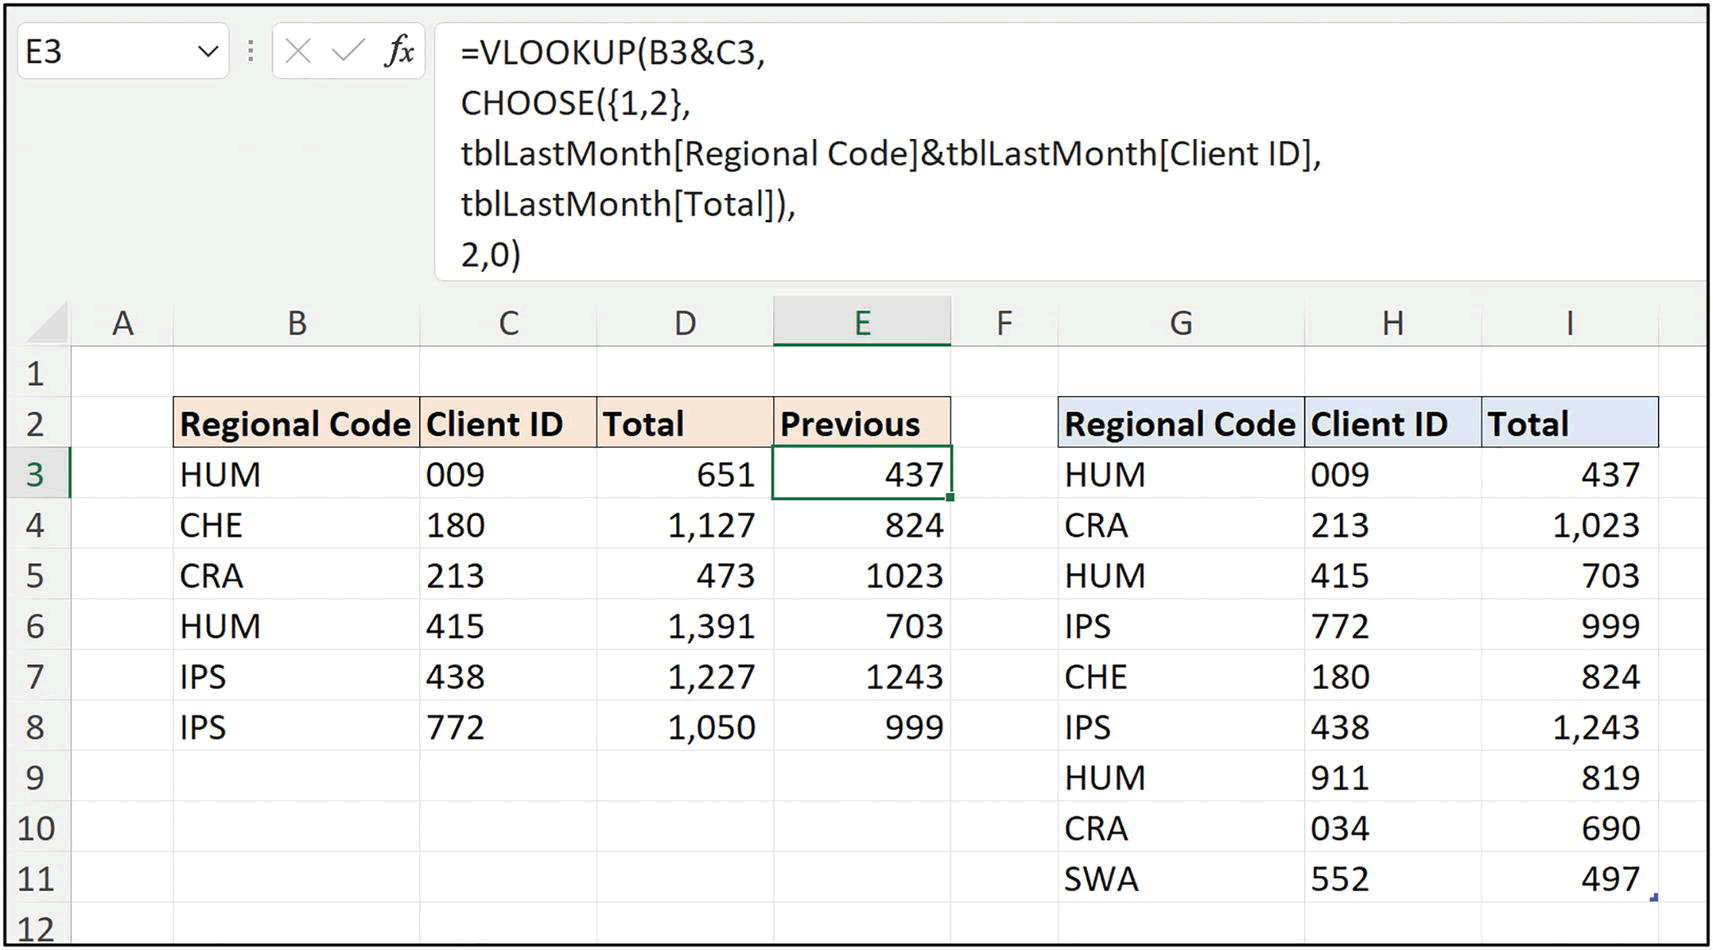 E3 fx =VLOOKUP(B3&C3,
CHOOSE({1,2},
tblLastMonth[Regional Code]&tblLastMonth[Client ID],
tblLastMonth[Total]),
2,0)
A B C D E F G H I
1
2 Regional Code Client ID Total Previous Regional Code Client ID Total
3 HUM 009 651 437 HUM 009 437
4 CHE 180 1,127 824 CRA 213 1,023
5 CRA 213 473 1023 HUM 415 703
6 HUM 415 1,391 703 IPS 772 999
7 IPS 438 1,227 1243 CHE 180 824
8 IPS 772 1,050 999 IPS 438 1,243
9 HUM 911 819
10 CRA 034 690
11 SWA 552 497
12